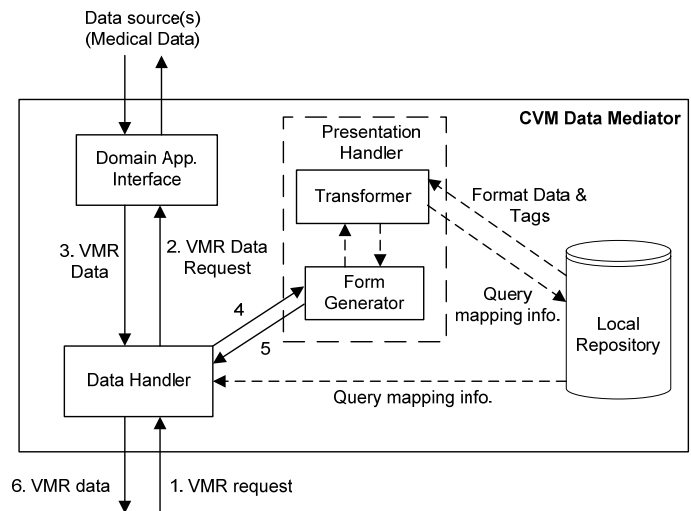 Data source(s)
(Medical Data)
CVM Data Mediator
Presentation
Handler
Domain App.
Interface
Transformer
Format Data &
Tags
3. VMR
Data
2. VMR Data
Request
Form
Generator
4
5
Query
mapping info.
Local
Repository
Data Handler
Query mapping info.
6. VMR data
1. VMR request